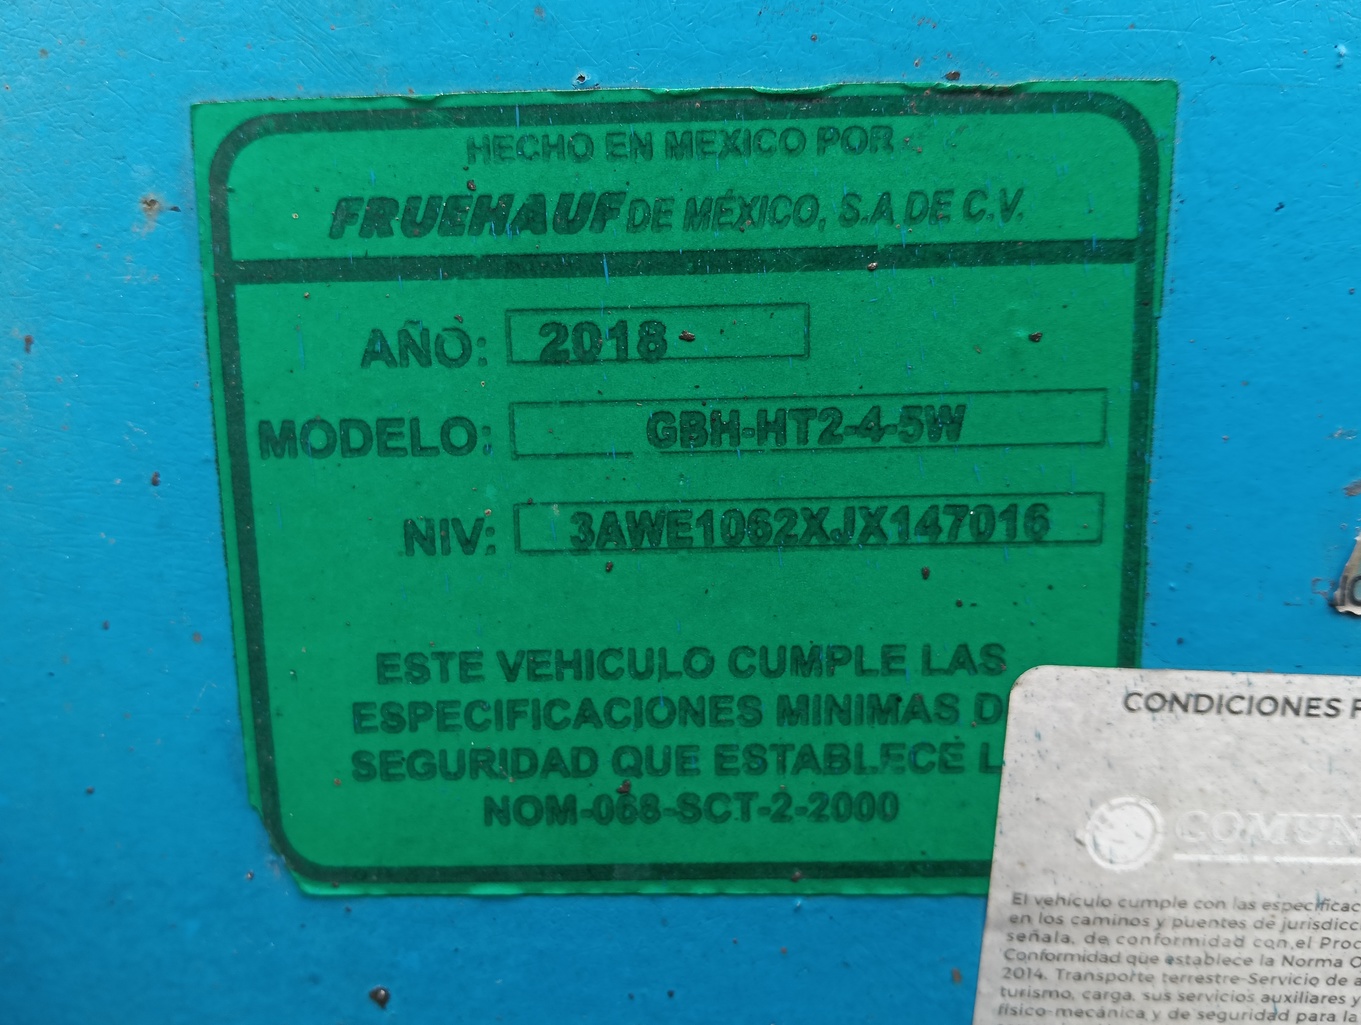 HECHO EN MEXICO POR
FRUEHAUF DE MÉXICO, S.A DE C.V.
AÑO: 2018
MODELO: GBH-HT2-4-5W
NIV: 3AWE1062XJX147016
ESTE VEHICULO CUMPLE LAS
ESPECIFICACIONES MINIMAS D
SEGURIDAD QUE ESTABLECE L
NOM-068-SCT-2-2000
CONDICIONES F
COMUN
El vehículo cumple con las especificac
en los caminos y puentes de jurisdicc
señala, de conformidad con el Proc
Conformidad que establece la Norma O
2014, Transporte terrestre-Servicio de a
turismo, carga, sus servicios auxiliares y
físico-mecánica y de seguridad para la